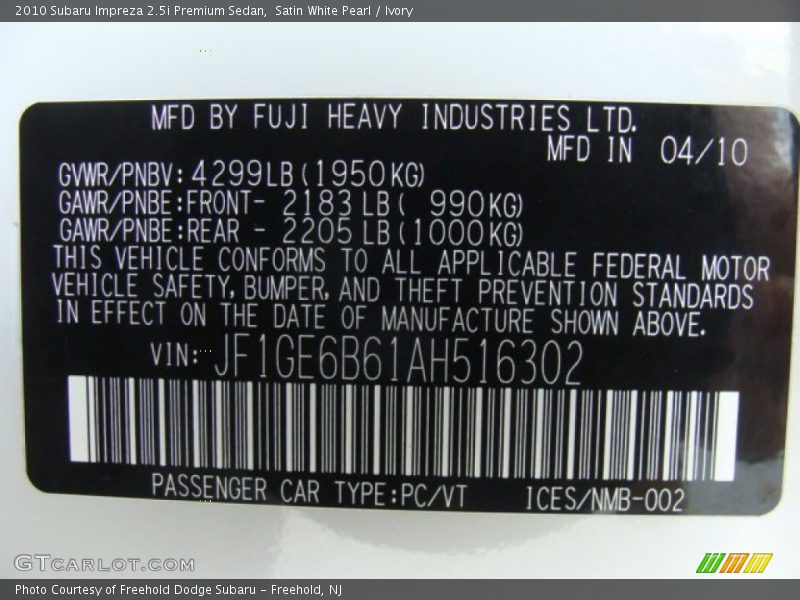 2010 Subaru Impreza 2.5i Premium Sedan,  Satin White Pearl / Ivory
MFD BY FUJI HEAVY INDUSTRIES LTD.
MFD IN 04/10
GVWR/PNBV: 4299LB(1950KG)
GAWR/PNBE:FRONT- 2183 LB( 990KG)
GAWR/PNBE:REAR - 2205 LB(1000KG)
THIS VEHICLE CONFORMS TO ALL APPLICABLE FEDERAL MOTOR
VEHICLE SAFETY, BUMPER, AND THEFT PREVENTION STANDARDS
IN EFFECT ON THE DATE OF MANUFACTURE SHOWN ABOVE.
VIN: JF1GE6B61AH516302
PASSENGER CAR TYPE:PC/VT ICES/NMB-002
GTCARLOT.COM
Photo Courtesy of Freehold Dodge Subaru - Freehold, NJ